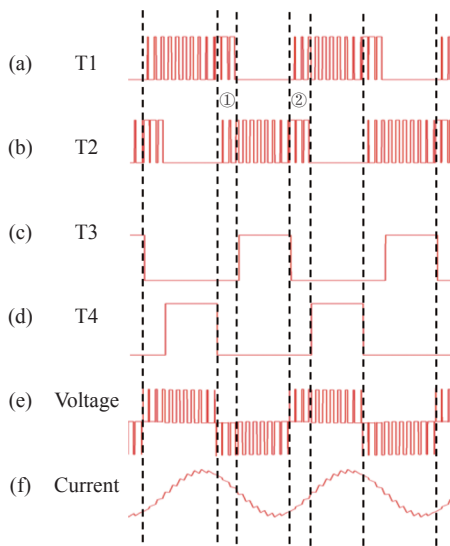 (a) T1
① ②
(b) T2
(c) T3
(d) T4
(e) Voltage
(f) Current